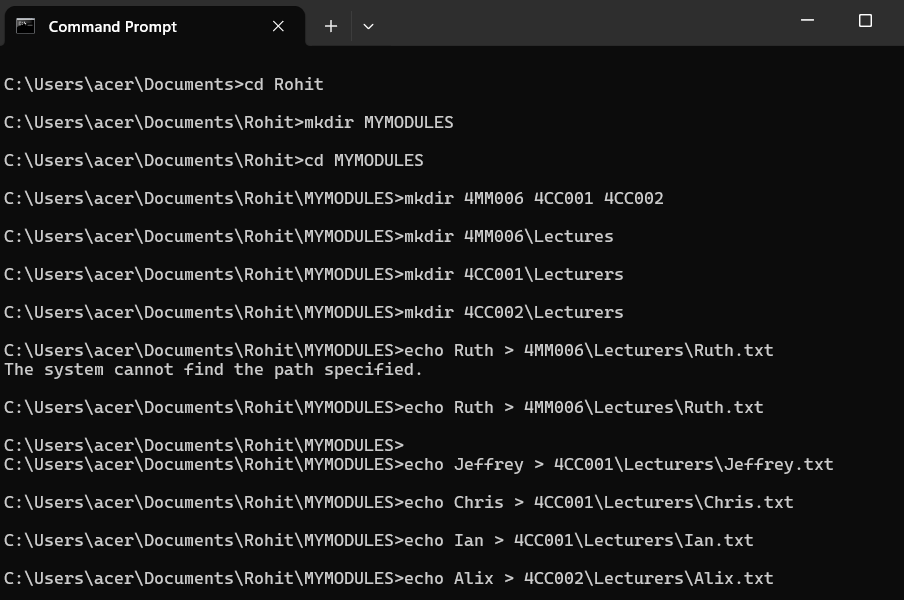 Command Prompt
C:\Users\acer\Documents>cd Rohit
C:\Users\acer\Documents\Rohit>mkdir MYMODULES
C:\Users\acer\Documents\Rohit>cd MYMODULES
C:\Users\acer\Documents\Rohit\MYMODULES>mkdir 4MM006 4CC001 4CC002
C:\Users\acer\Documents\Rohit\MYMODULES>mkdir 4MM006\Lectures
C:\Users\acer\Documents\Rohit\MYMODULES>mkdir 4CC001\Lecturers
C:\Users\acer\Documents\Rohit\MYMODULES>mkdir 4CC002\Lecturers
C:\Users\acer\Documents\Rohit\MYMODULES>echo Ruth > 4MM006\Lecturers\Ruth.txt
The system cannot find the path specified.
C:\Users\acer\Documents\Rohit\MYMODULES>echo Ruth > 4MM006\Lectures\Ruth.txt
C:\Users\acer\Documents\Rohit\MYMODULES>
C:\Users\acer\Documents\Rohit\MYMODULES>echo Jeffrey > 4CC001\Lecturers\Jeffrey.txt
C:\Users\acer\Documents\Rohit\MYMODULES>echo Chris > 4CC001\Lecturers\Chris.txt
C:\Users\acer\Documents\Rohit\MYMODULES>echo Ian > 4CC001\Lecturers\Ian.txt
C:\Users\acer\Documents\Rohit\MYMODULES>echo Alix > 4CC002\Lecturers\Alix.txt